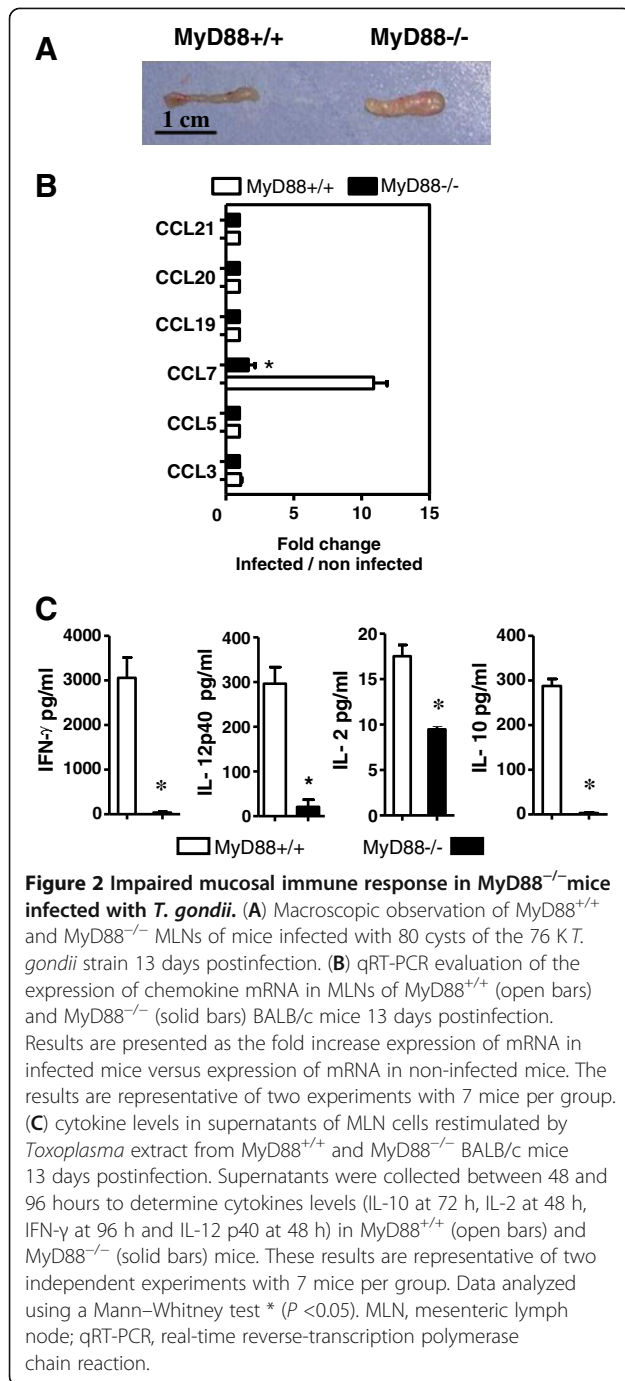 A
MyD88+/+ MyD88-/-
1 cm
B
MyD88+/+ MyD88-/-
CCL21
CCL20
CCL19
CCL7
*
CCL5
CCL3
0 5 10 15
Fold change
Infected / non infected
C
IFN-γ pg/ml
4000
3000
2000
1000
0
*
IL- 12p40 pg/ml
400
300
200
100
0
*
IL- 2 pg/ml
20
15
10
5
0
*
IL- 10 pg/ml
400
300
200
100
0
*
MyD88+/+ MyD88-/-
Figure 2 Impaired mucosal immune response in MyD88−/−mice
infected with T. gondii. (A) Macroscopic observation of MyD88+/+
and MyD88−/− MLNs of mice infected with 80 cysts of the 76 K T.
gondii strain 13 days postinfection. (B) qRT-PCR evaluation of the
expression of chemokine mRNA in MLNs of MyD88+/+ (open bars)
and MyD88−/− (solid bars) BALB/c mice 13 days postinfection.
Results are presented as the fold increase expression of mRNA in
infected mice versus expression of mRNA in non-infected mice. The
results are representative of two experiments with 7 mice per group.
(C) cytokine levels in supernatants of MLN cells restimulated by
Toxoplasma extract from MyD88+/+ and MyD88−/− BALB/c mice
13 days postinfection. Supernatants were collected between 48 and
96 hours to determine cytokines levels (IL-10 at 72 h, IL-2 at 48 h,
IFN-γ at 96 h and IL-12 p40 at 48 h) in MyD88+/+ (open bars) and
MyD88−/− (solid bars) mice. These results are representative of two
independent experiments with 7 mice per group. Data analyzed
using a Mann–Whitney test * (P <0.05). MLN, mesenteric lymph
node; qRT-PCR, real-time reverse-transcription polymerase
chain reaction.